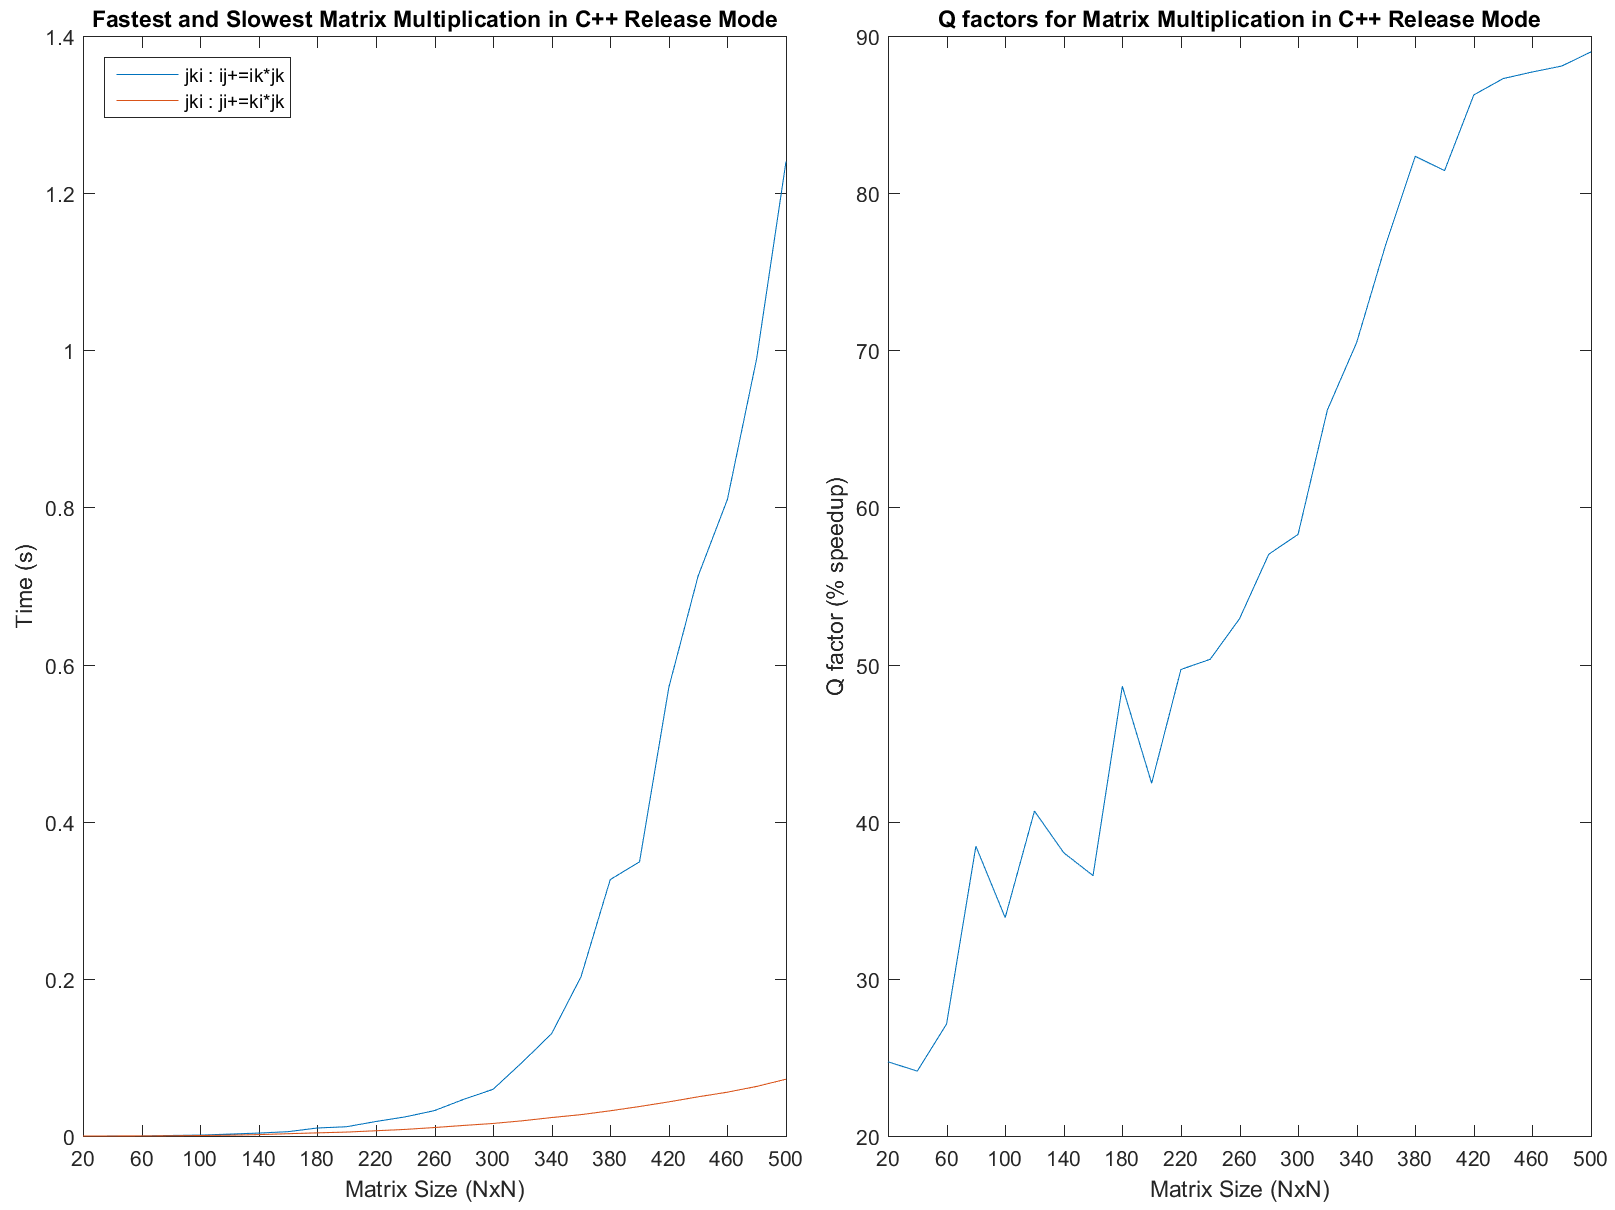 Fastest and Slowest Matrix Multiplication in C++ Release Mode
jki : ij+=ik*jk
jki : ji+=ki*jk
1.4
1.2
1
0.8
0.6
0.4
0.2
0
Time (s)
20 60 100 140 180 220 260 300 340 380 420 460 500
Matrix Size (NxN)
Q factors for Matrix Multiplication in C++ Release Mode
90
80
70
60
50
40
30
20
Q factor (% speedup)
20 60 100 140 180 220 260 300 340 380 420 460 500
Matrix Size (NxN)